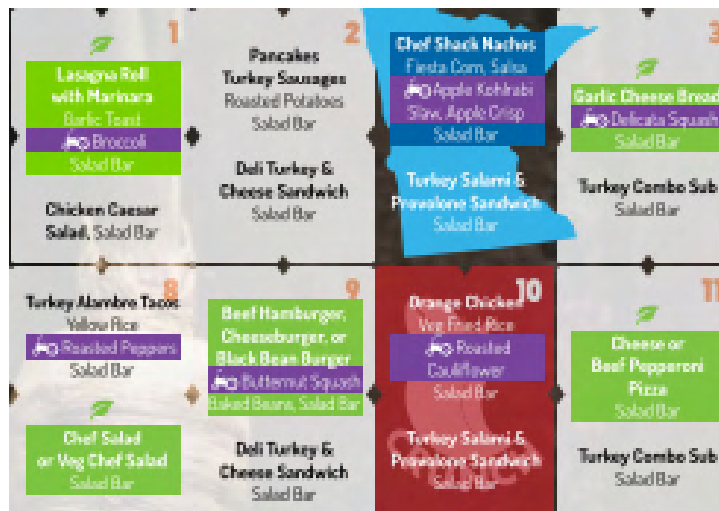 1
Lasagna Roll
with Marinara
Garlic Toast
Broccoli
Salad Bar
Chicken Caesar
Salad, Salad Bar
2
Pancakes
Turkey Sausages
Roasted Potatoes
Salad Bar
Deli Turkey &
Cheese Sandwich
Salad Bar
Chef Shack Nachos
Fiesta Corn, Salsa
Apple Kohlrabi
Slaw, Apple Crisp
Salad Bar
Turkey Salami &
Provolone Sandwich
Salad Bar
3
Garlic Cheese Bread
Delicata Squash
Salad Bar
Turkey Combo Sub
Salad Bar
8
Turkey Alambre Tacos
Yellow Rice
Roasted Peppers
Salad Bar
Chef Salad
or Veg Chef Salad
Salad Bar
9
Beef Hamburger,
Cheeseburger, or
Black Bean Burger
Butternut Squash
Baked Beans, Salad Bar
Deli Turkey &
Cheese Sandwich
Salad Bar
10
Orange Chicken
Veg Fried Rice
Roasted
Cauliflower
Salad Bar
Turkey Salami &
Provolone Sandwich
Salad Bar
11
Cheese or
Beef Pepperoni
Pizza
Salad Bar
Turkey Combo Sub
Salad Bar